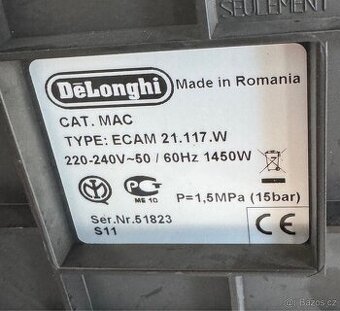 SEULEMENT
DeLonghi
Made in Romania
CAT. MAC
TYPE: ECAM 21.117.W
220-240V~50 / 60Hz 1450W
ME 10
P=1,5MPa (15bar)
Ser.Nr.51823
S11
CE
© Bazos.cz